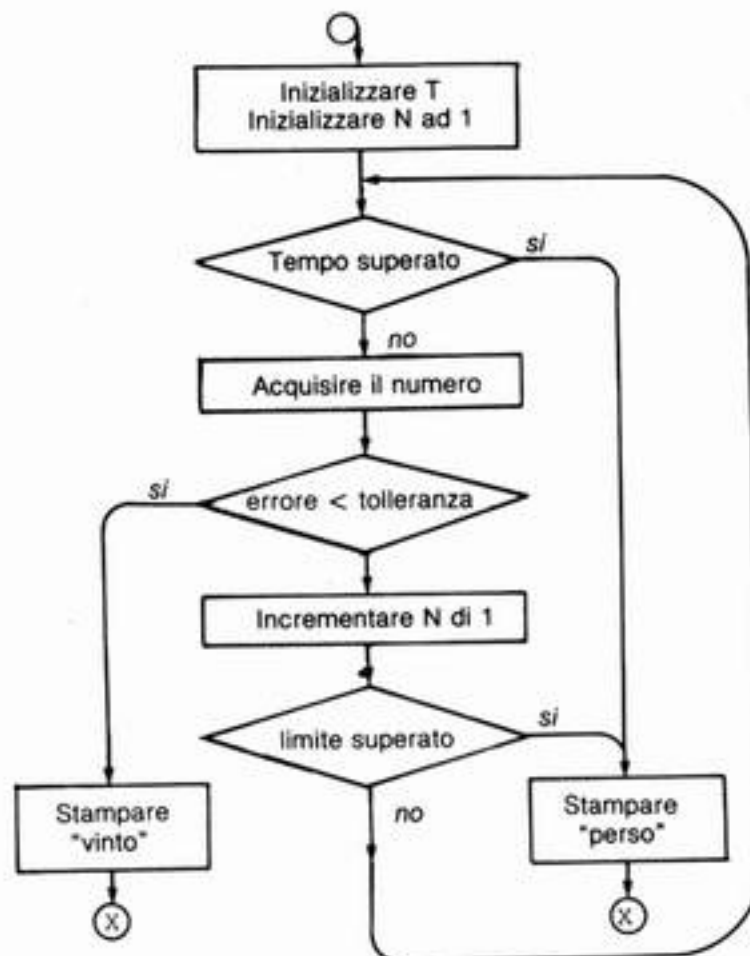 Inizializzare T
Inizializzare N ad 1
Tempo superato
si
no
Acquisire il numero
errore < tolleranza
si
Incrementare N di 1
limite superato
si
no
Stampare
"vinto"
Stampare
"perso"
X
X